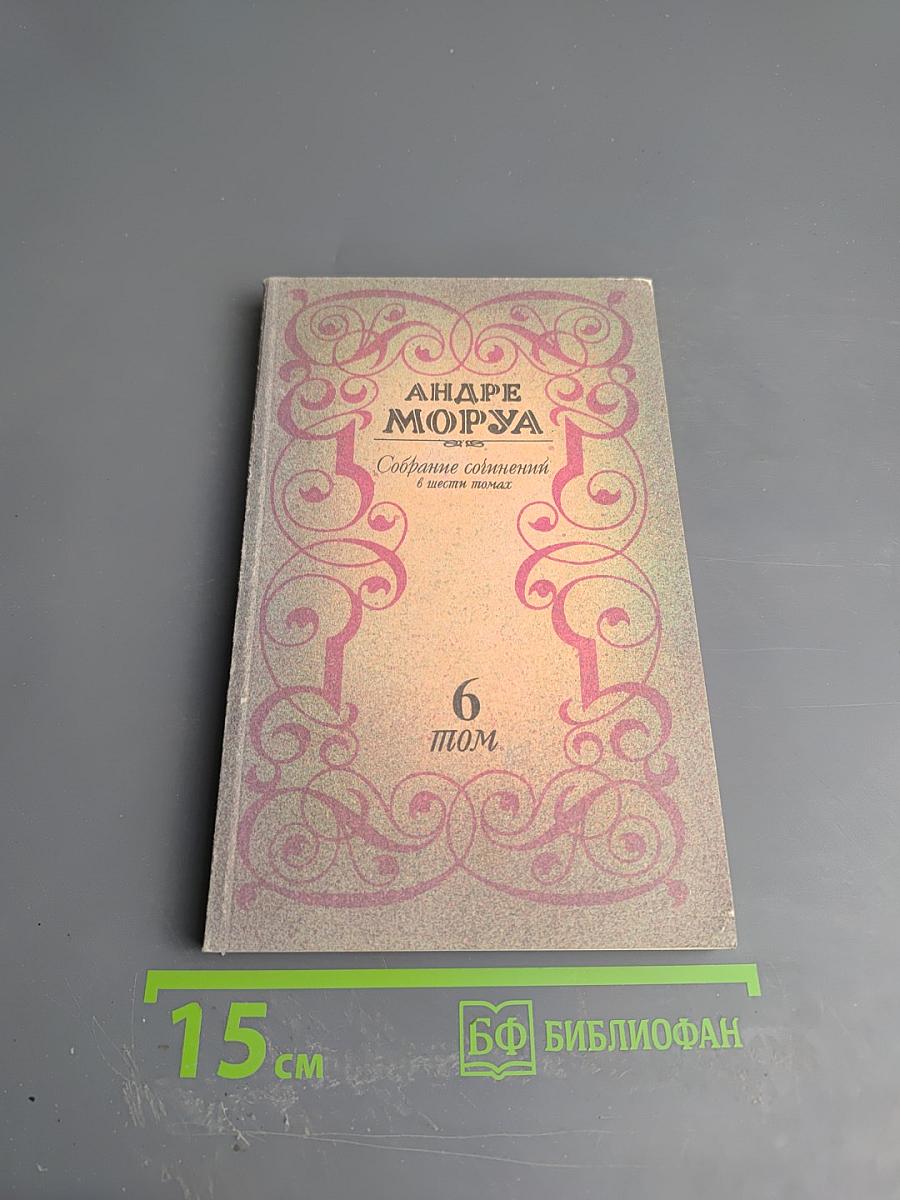 АНДРЕ
МОРУА
Собрание сочинений
в шести томах
6
том
15 см
БФ БИБЛИОФАН